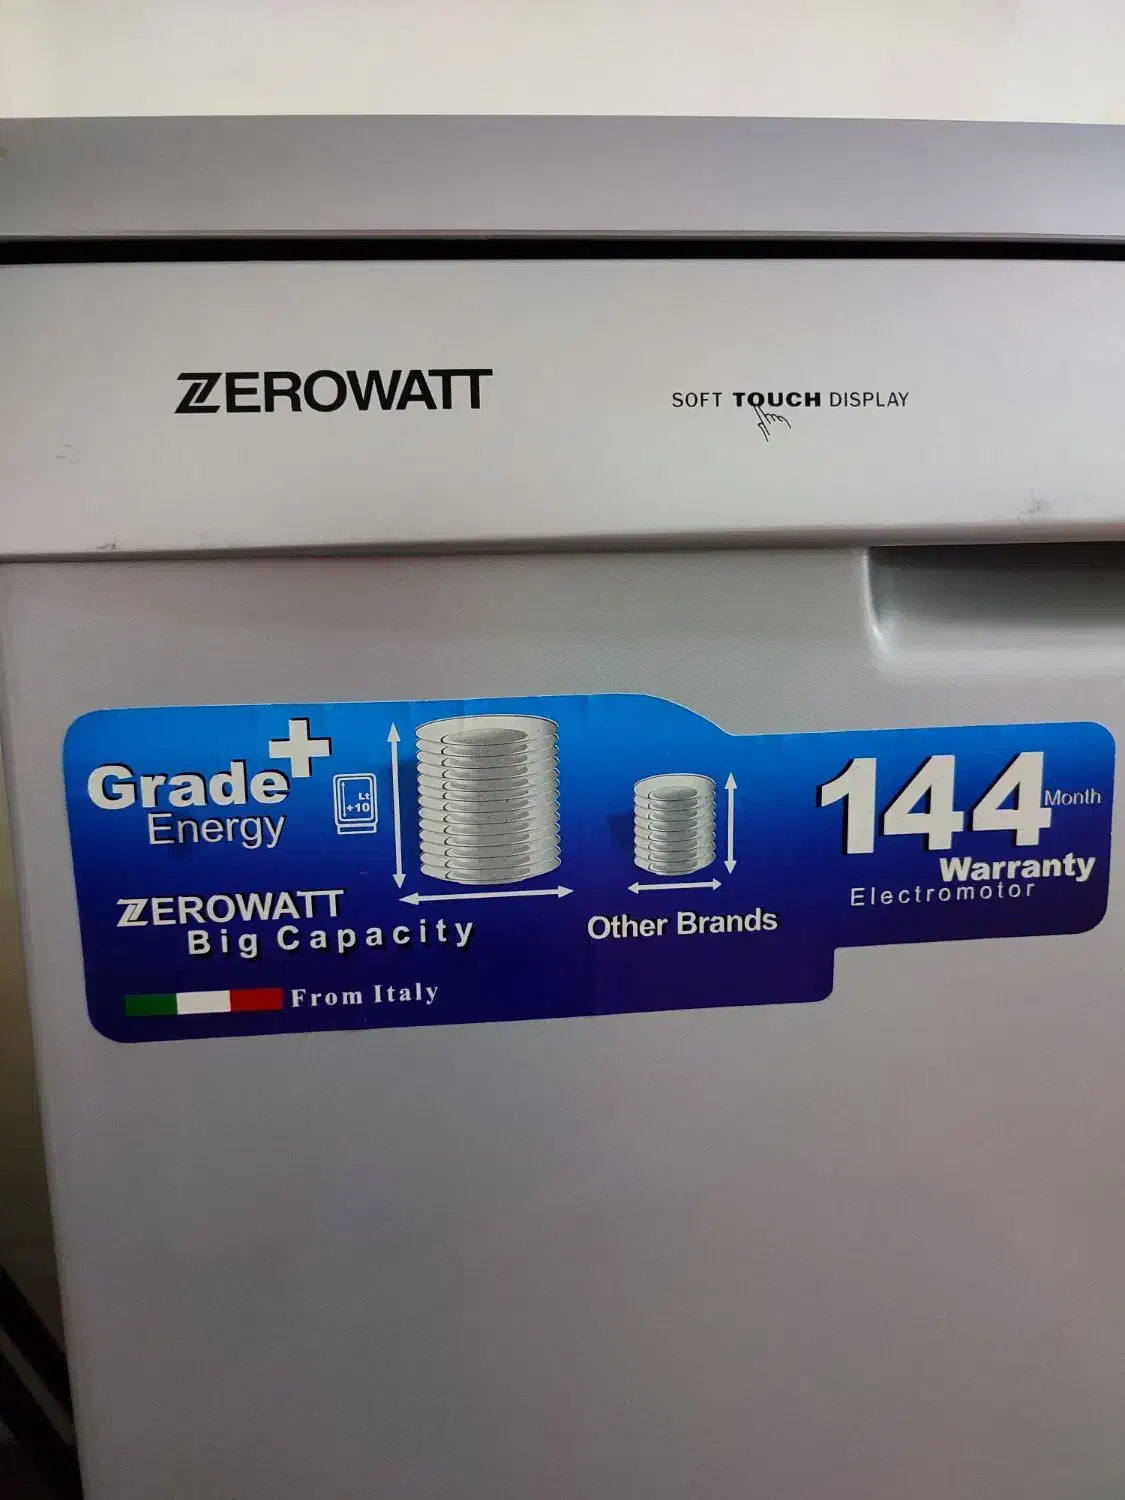 ZEROWATT
SOFT TOUCH DISPLAY
Grade+
Energy
Lt
+10
ZEROWATT
Big Capacity
From Italy
Other Brands
144 Month
Warranty
Electromotor